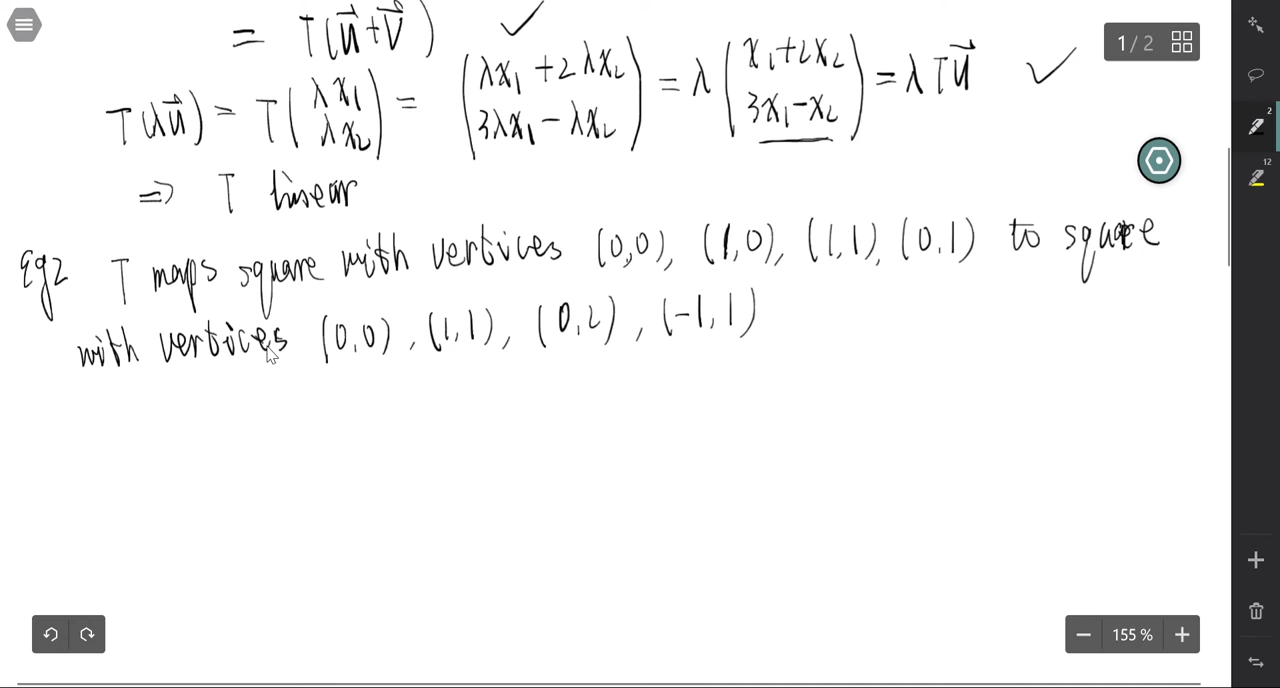 = T(u⃗+v⃗) ✓
1 / 2
T(λu⃗) = T(λx₁ λx₂) = (λx₁ + 2λx₂ 3λx₁ − λx₂) = λ(x₁+2x₂ 3x₁−x₂) = λTu⃗ ✓
⇒ T linear
Eg2 T maps square with vertices (0,0), (1,0), (1,1), (0,1) to square
with vertices (0,0), (1,1), (0,2), (−1,1)
2
12
155 %